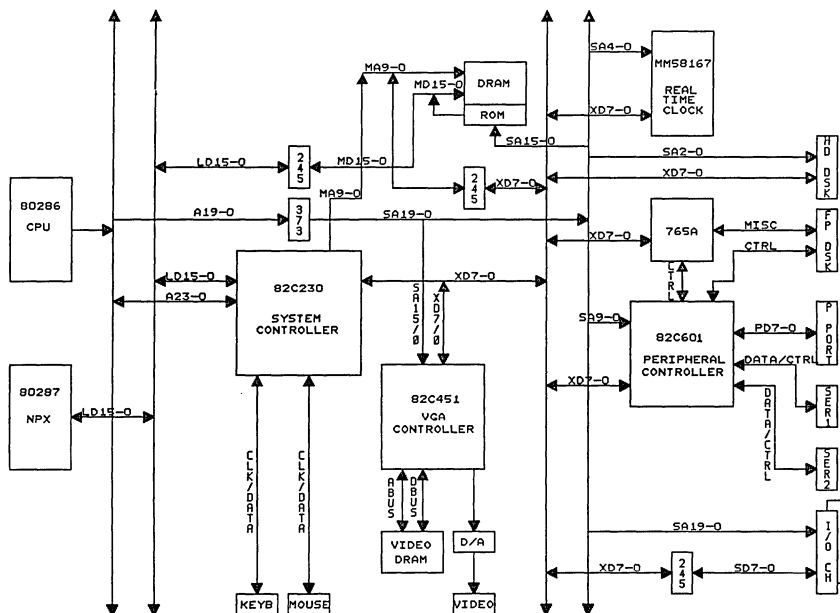 MA9-0
MD15-0
DRAM
ROM
SA4-0
MM58167
REAL
TIME
CLOCK
XD7-0
SA15-0
LD15-0
245
MD15-0
MA9-0
245
XD7-0
SA2-0
XD7-0
HD DSK
80286
CPU
A19-0
373
SA19-0
765A
XD7-0
MISC
CTRL
FP DSK
CTRL
LD15-0
A23-0
82C230
SYSTEM
CONTROLLER
XD7-0
SA15/0
XD7/0
SA9-0
82C601
PERIPHERAL
CONTROLLER
PD7-0
P PORT
DATA/CTRL
SER1
XD7-0
DATA/CTRL
SER2
80287
NPX
LD15-0
82C451
VGA
CONTROLLER
CLK/DATA
CLK/DATA
ABUS
DBUS
VIDEO
DRAM
D/A
KEYB
MOUSE
VIDEO
SA19-0
I/O CH
XD7-0
245
SD7-0